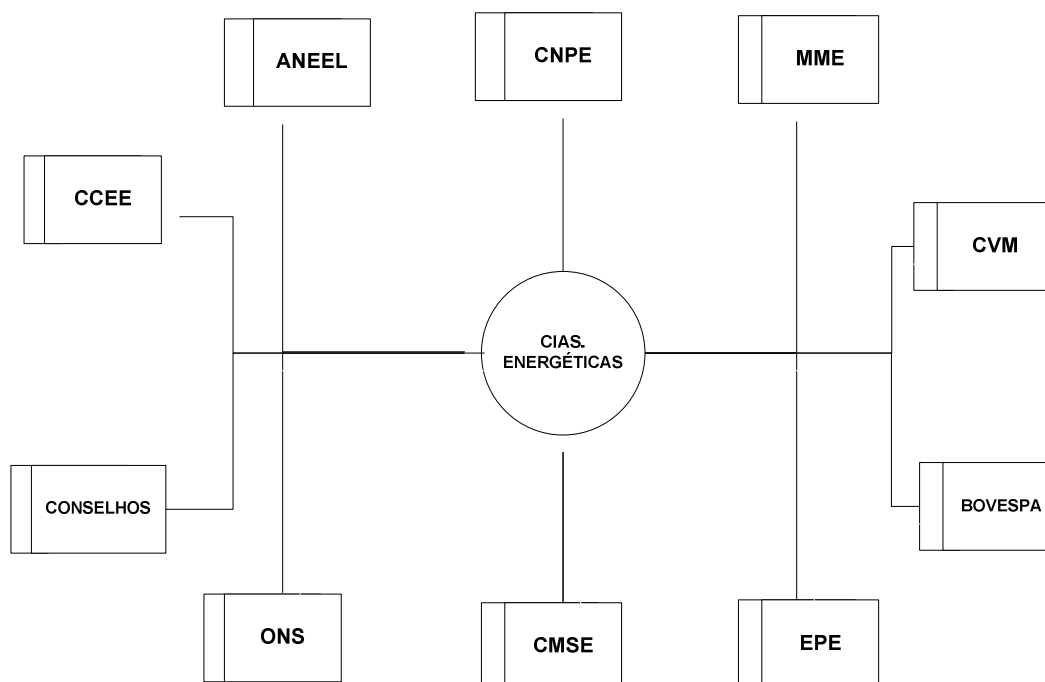 ANEEL
CNPE
MME
CCEE
CVM
CIAS.
ENERGÉTICAS
CONSELHOS
BOVESPA
ONS
CMSE
EPE